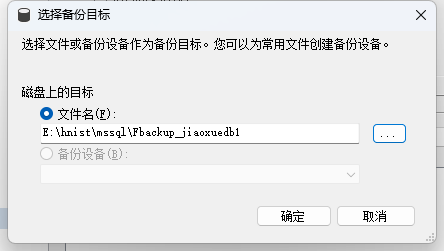 选择备份目标
选择文件或备份设备作为备份目标。您可以为常用文件创建备份设备。
磁盘上的目标
文件名(F):
E:\hnist\mssql\Fbackup_jiaoxuedb1
...
备份设备(B):
确定
取消